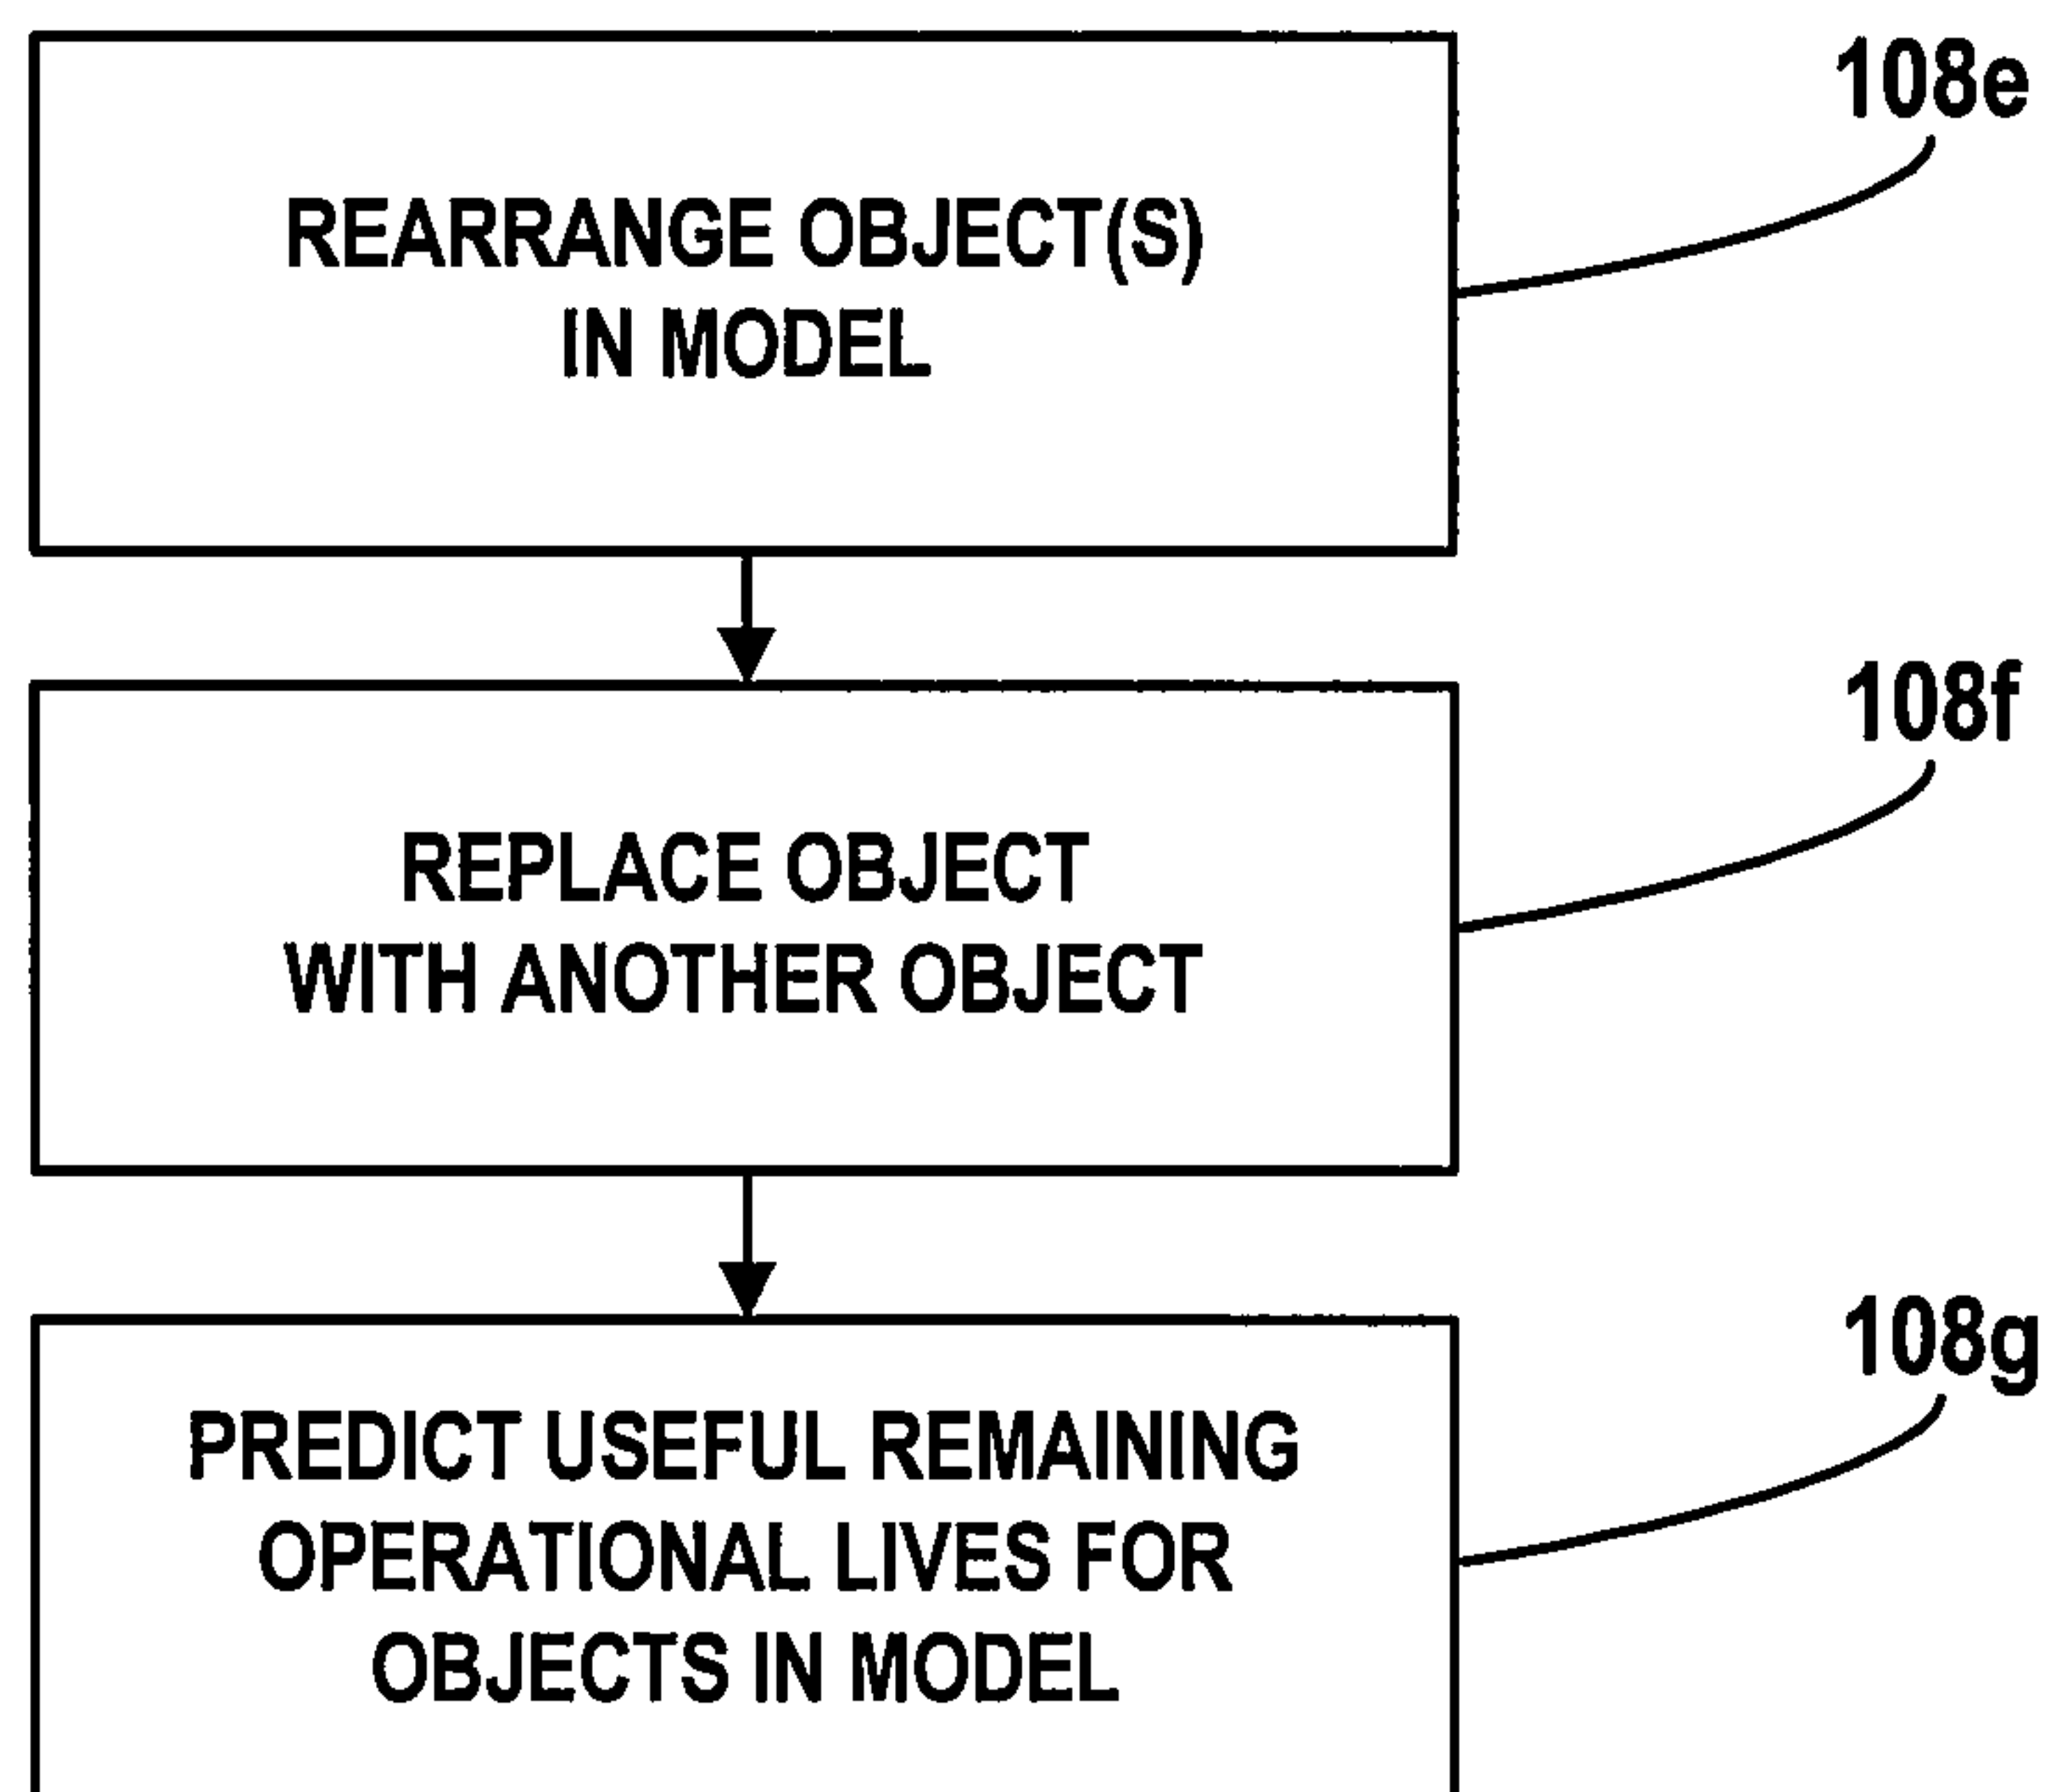 108e
REARRANGE OBJECT(S)
IN MODEL
108f
REPLACE OBJECT
WITH ANOTHER OBJECT
108g
PREDICT USEFUL REMAINING
OPERATIONAL LIVES FOR
OBJECTS IN MODEL